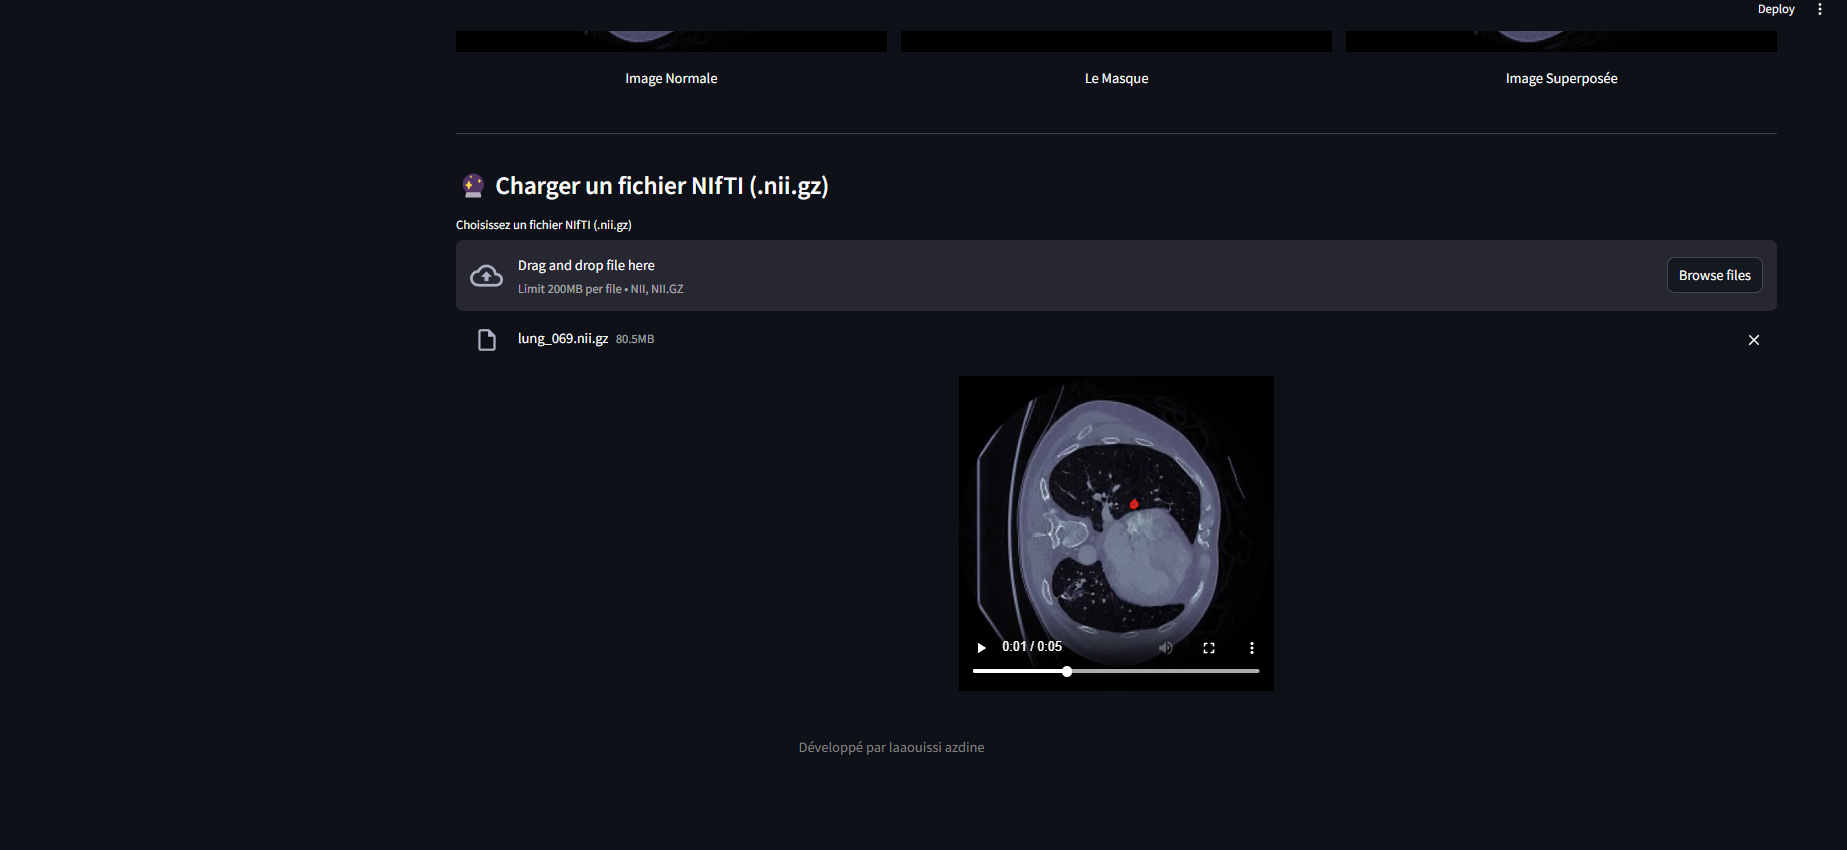 Deploy
Image Normale
Le Masque
Image Superposée
Charger un fichier NIfTI (.nii.gz)
Choisissez un fichier NIfTI (.nii.gz)
Drag and drop file here
Limit 200MB per file • NII, NII.GZ
Browse files
lung_069.nii.gz 80.5MB
0:01 / 0:05
Développé par laaouissi azdine